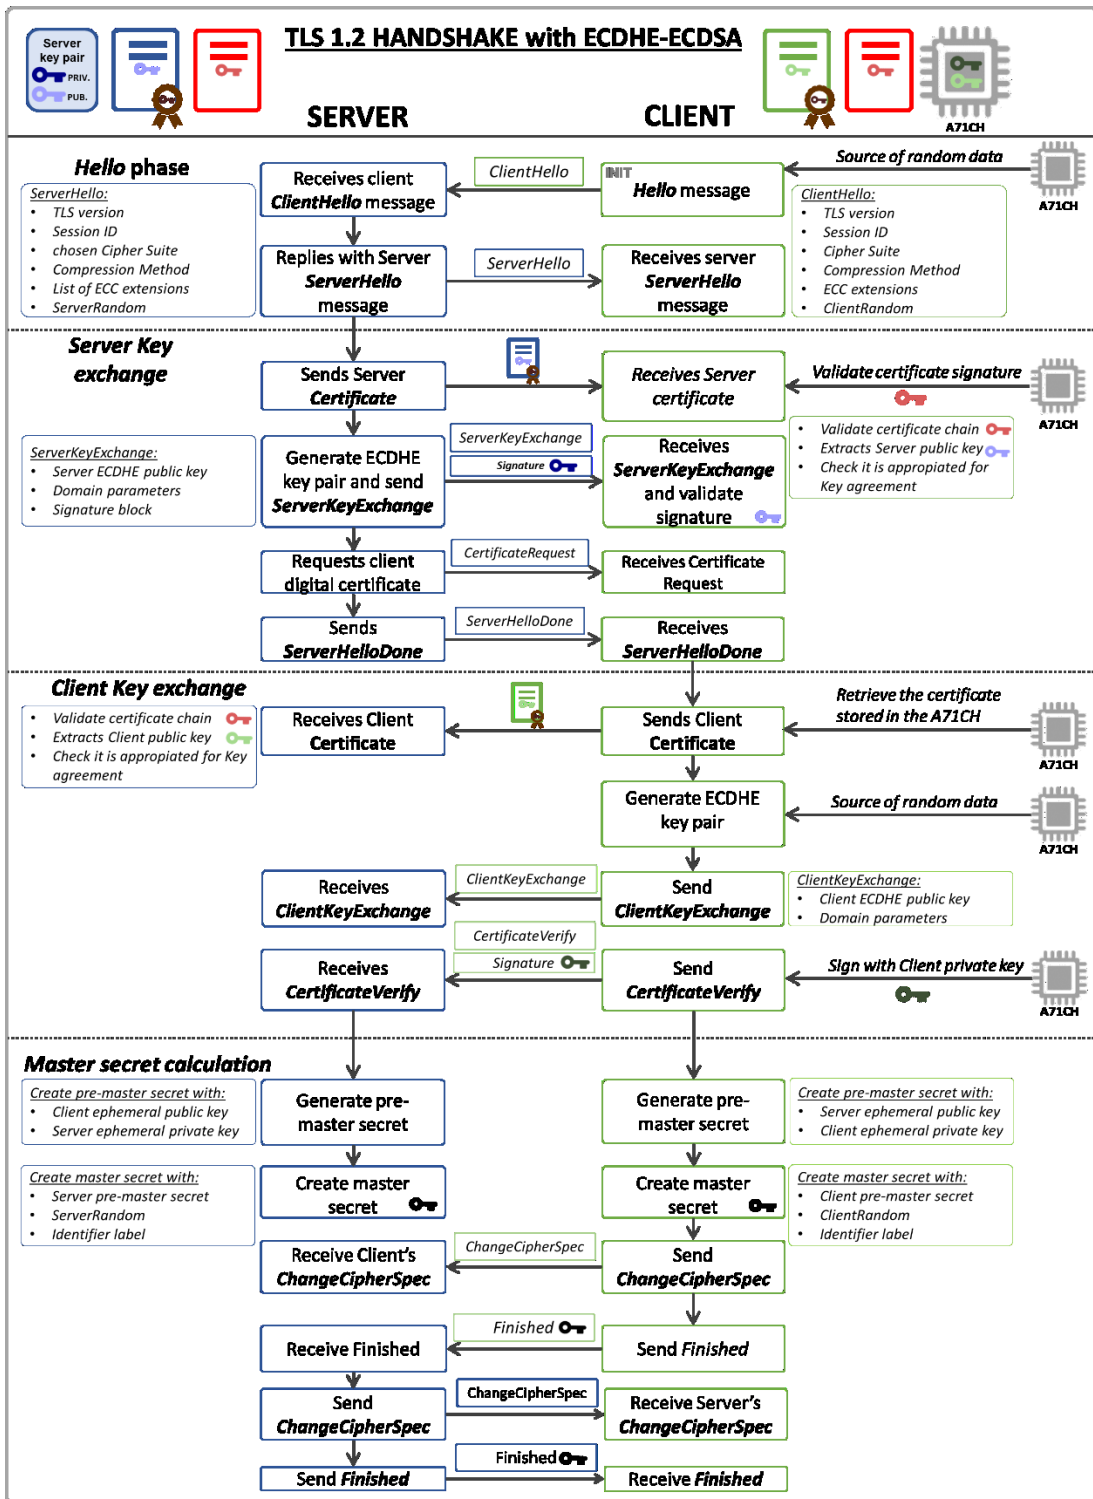 TLS 1.2 HANDSHAKE with ECDHE-ECDSA
Server
key pair
PRIV.
PUB.
A71CH
SERVER
CLIENT
Hello phase
ServerHello:
• TLS version
• Session ID
• chosen Cipher Suite
• Compression Method
• List of ECC extensions
• ServerRandom
Receives client
ClientHello message
ClientHello
INIT
Hello message
Source of random data
A71CH
ClientHello:
• TLS version
• Session ID
• Cipher Suite
• Compression Method
• ECC extensions
• ClientRandom
Replies with Server
ServerHello
message
ServerHello
Receives server
ServerHello
message
Server Key
exchange
Sends Server
Certificate
Receives Server
certificate
Validate certificate signature
A71CH
• Validate certificate chain
• Extracts Server public key
• Check it is appropiated for
Key agreement
ServerKeyExchange:
• Server ECDHE public key
• Domain parameters
• Signature block
Generate ECDHE
key pair and send
ServerKeyExchange
ServerKeyExchange
Signature
Receives
ServerKeyExchange
and validate
signature
Requests client
digital certificate
CertificateRequest
Receives Certificate
Request
Sends
ServerHelloDone
ServerHelloDone
Receives
ServerHelloDone
Client Key exchange
• Validate certificate chain
• Extracts Client public key
• Check it is appropiated for Key
agreement
Receives Client
Certificate
Sends Client
Certificate
Retrieve the certificate
stored in the A71CH
A71CH
Generate ECDHE
key pair
Source of random data
A71CH
Receives
ClientKeyExchange
ClientKeyExchange
Send
ClientKeyExchange
ClientKeyExchange:
• Client ECDHE public key
• Domain parameters
Receives
CertificateVerify
CertificateVerify
Signature
Send
CertificateVerify
Sign with Client private key
A71CH
Master secret calculation
Create pre-master secret with:
• Client ephemeral public key
• Server ephemeral private key
Generate pre-
master secret
Generate pre-
master secret
Create pre-master secret with:
• Server ephemeral public key
• Client ephemeral private key
Create master secret with:
• Server pre-master secret
• ServerRandom
• Identifier label
Create master
secret
Create master
secret
Create master secret with:
• Client pre-master secret
• ClientRandom
• Identifier label
Receive Client's
ChangeCipherSpec
ChangeCipherSpec
Send
ChangeCipherSpec
Receive Finished
Finished
Send Finished
Send
ChangeCipherSpec
ChangeCipherSpec
Receive Server's
ChangeCipherSpec
Send Finished
Finished
Receive Finished